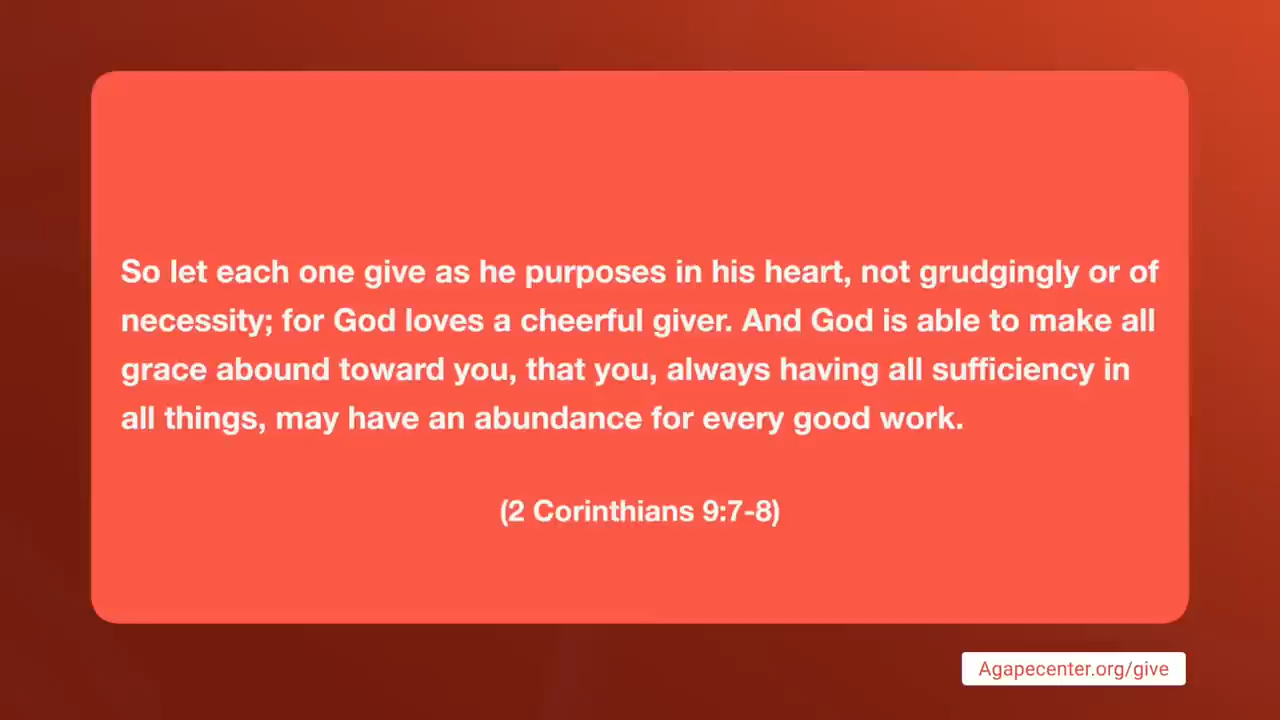 So let each one give as he purposes in his heart, not grudgingly or of
necessity; for God loves a cheerful giver. And God is able to make all
grace abound toward you, that you, always having all sufficiency in
all things, may have an abundance for every good work.
(2 Corinthians 9:7-8)
Agapecenter.org/give